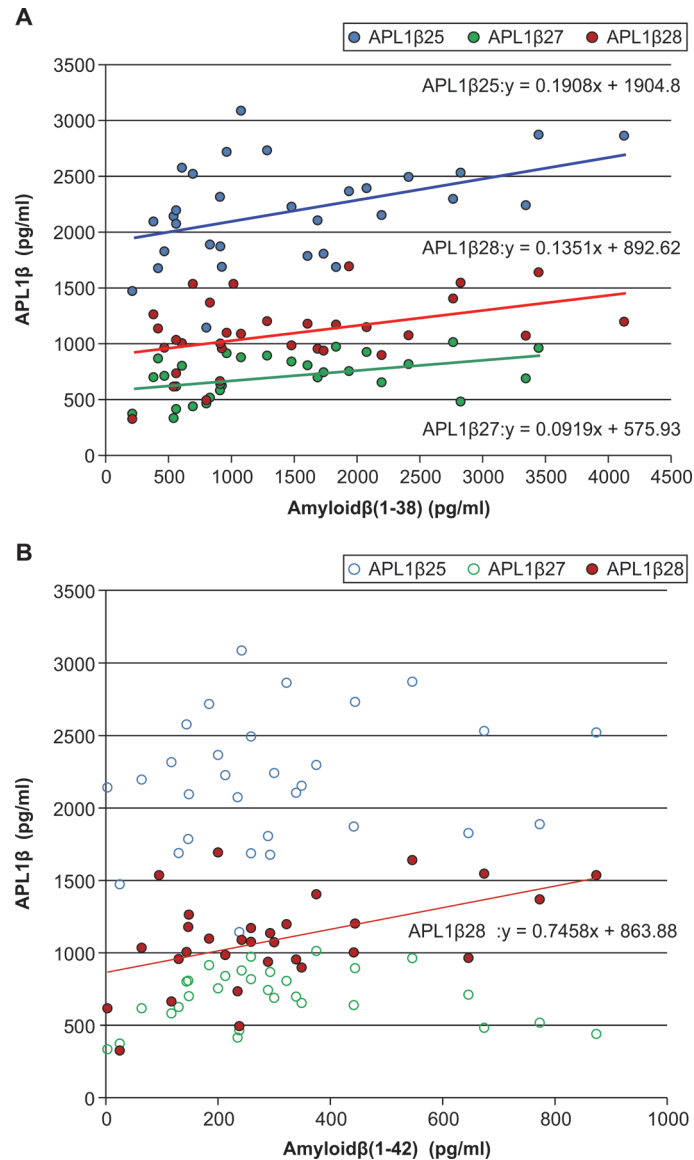 A
APL1β25 APL1β27 APL1β28
3500
3000
2500
2000
1500
1000
500
0
APL1β (pg/ml)
APL1β25:y = 0.1908x + 1904.8
APL1β28:y = 0.1351x + 892.62
APL1β27:y = 0.0919x + 575.93
0 500 1000 1500 2000 2500 3000 3500 4000 4500
Amyloidβ(1-38) (pg/ml)
B
APL1β25 APL1β27 APL1β28
3500
3000
2500
2000
1500
1000
500
0
APL1β (pg/ml)
APL1β28 :y = 0.7458x + 863.88
0 200 400 600 800 1000
Amyloidβ(1-42) (pg/ml)